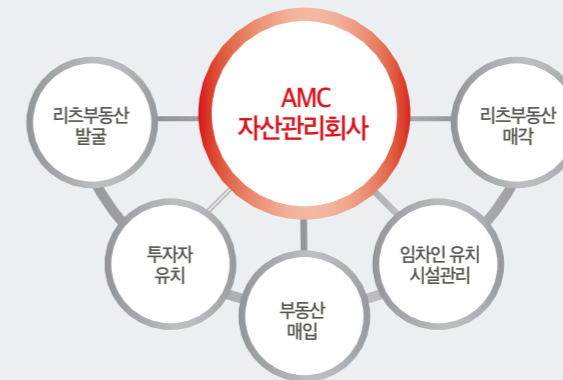 AMC
자산관리회사
리츠부동산
발굴
투자자
유치
부동산
매입
임차인 유치
시설관리
리츠부동산
매각